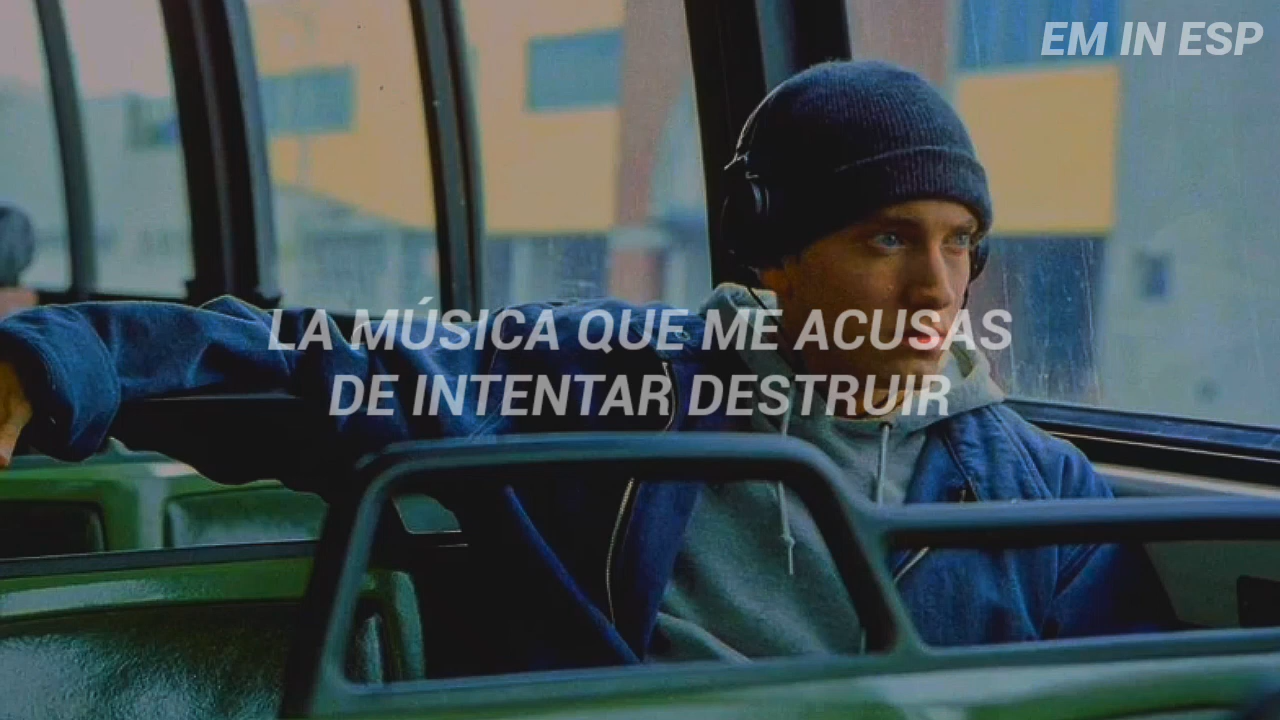 EM IN ESP
LA MÚSICA QUE ME ACUSAS
DE INTENTAR DESTRUIR